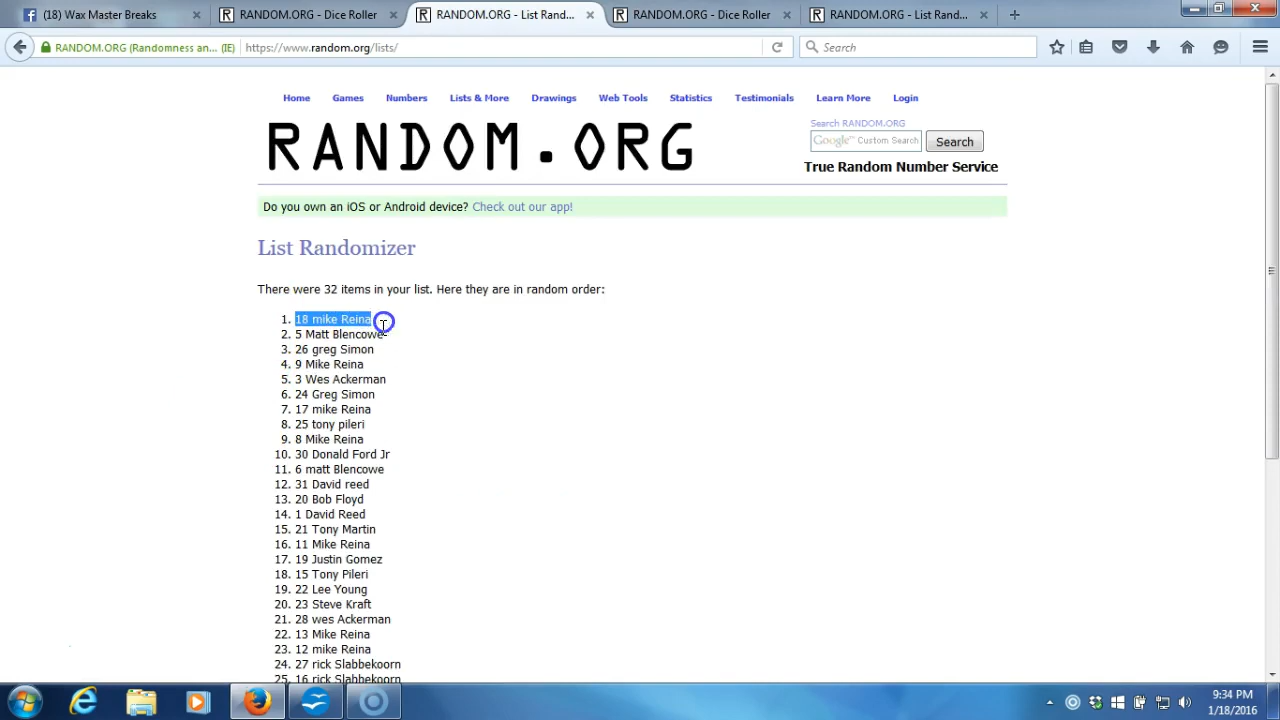 (18) Wax Master Breaks
RANDOM.ORG - Dice Roller
RANDOM.ORG - List Rand...
RANDOM.ORG - Dice Roller
RANDOM.ORG - List Ran...
RANDOM.ORG (Randomness an... (IE)
https://www.random.org/lists/
Search
Home Games Numbers Lists & More Drawings Web Tools Statistics Testimonials Learn More Login
Search RANDOM.ORG
RANDOM.ORG
Google™ Custom Search
Search
True Random Number Service
Do you own an iOS or Android device? Check out our app!
List Randomizer
There were 32 items in your list. Here they are in random order:
1. 18 mike Reina
2. 5 Matt Blencowe
3. 26 greg Simon
4. 9 Mike Reina
5. 3 Wes Ackerman
6. 24 Greg Simon
7. 17 mike Reina
8. 25 tony pileri
9. 8 Mike Reina
10. 30 Donald Ford Jr
11. 6 matt Blencowe
12. 31 David reed
13. 20 Bob Floyd
14. 1 David Reed
15. 21 Tony Martin
16. 11 Mike Reina
17. 19 Justin Gomez
18. 15 Tony Pileri
19. 22 Lee Young
20. 23 Steve Kraft
21. 28 wes Ackerman
22. 13 Mike Reina
23. 12 mike Reina
24. 27 rick Slabbekoorn
25. 16 rick Slabbekoorn
9:34 PM
1/18/2016